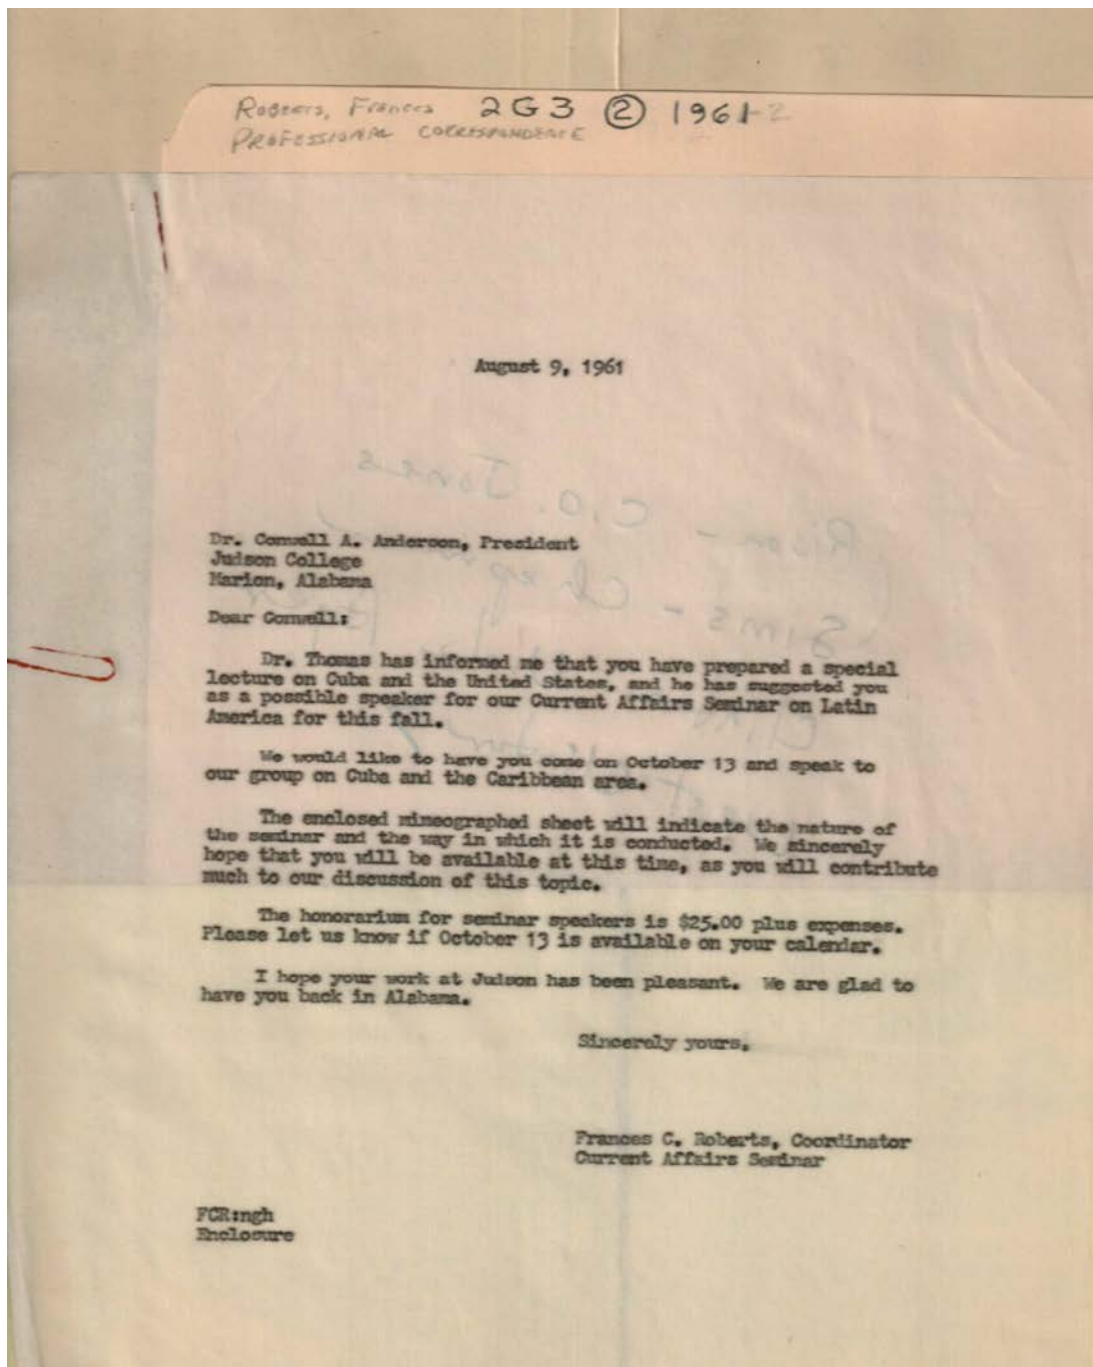 Roberts, Frances 2G3 ② 1961-2
PROFESSIONAL CORRESPONDENCE
August 9, 1961
C.O. Jones
Rison -
Sims -
Dr. Conwell A. Anderson, President
Judson College
Marion, Alabama
Dear Conwell:
Dr. Thomas has informed me that you have prepared a special
lecture on Cuba and the United States, and he has suggested you
as a possible speaker for our Current Affairs Seminar on Latin
America for this fall.
We would like to have you come on October 13 and speak to
our group on Cuba and the Caribbean area.
The enclosed mimeographed sheet will indicate the nature of
the seminar and the way in which it is conducted. We sincerely
hope that you will be available at this time, as you will contribute
much to our discussion of this topic.
The honorarium for seminar speakers is $25.00 plus expenses.
Please let us know if October 13 is available on your calendar.
I hope your work at Judson has been pleasant. We are glad to
have you back in Alabama.
Sincerely yours,
Frances C. Roberts, Coordinator
Current Affairs Seminar
FCR:ngh
Enclosure